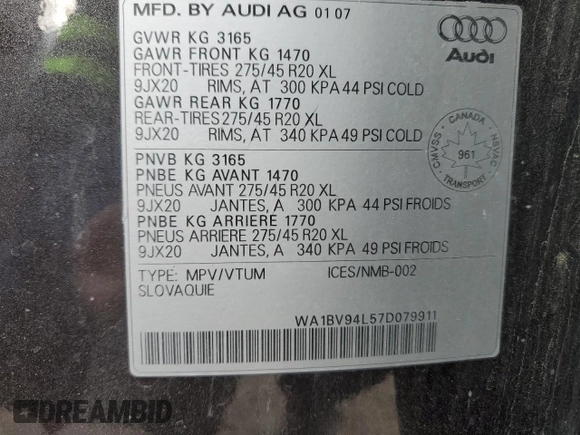 MFD. BY AUDI AG 01 07
GVWR KG 3165
GAWR FRONT KG 1470
FRONT-TIRES 275/45 R20 XL
9JX20 RIMS, AT 300 KPA 44 PSI COLD
GAWR REAR KG 1770
REAR-TIRES 275/45 R20 XL
9JX20 RIMS, AT 340 KPA 49 PSI COLD
Audi
CANADA
CMVSS
NSVAC
961
TRANSPORT
PNVB KG 3165
PNBE KG AVANT 1470
PNEUS AVANT 275/45 R20 XL
9JX20 JANTES, A 300 KPA 44 PSI FROIDS
PNBE KG ARRIERE 1770
PNEUS ARRIERE 275/45 R20 XL
9JX20 JANTES, A 340 KPA 49 PSI FROIDS
TYPE: MPV/VTUM ICES/NMB-002
SLOVAQUIE
WA1BV94L57D079911
DREAMBID